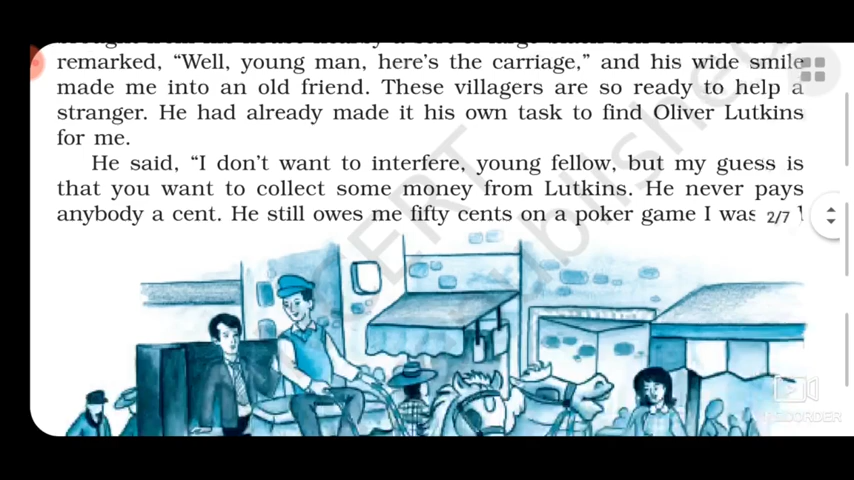 remarked, “Well, young man, here’s the carriage,” and his wide smile
made me into an old friend. These villagers are so ready to help a
stranger. He had already made it his own task to find Oliver Lutkins
for me.
He said, “I don’t want to interfere, young fellow, but my guess is
that you want to collect some money from Lutkins. He never pays
anybody a cent. He still owes me fifty cents on a poker game I was
2/7